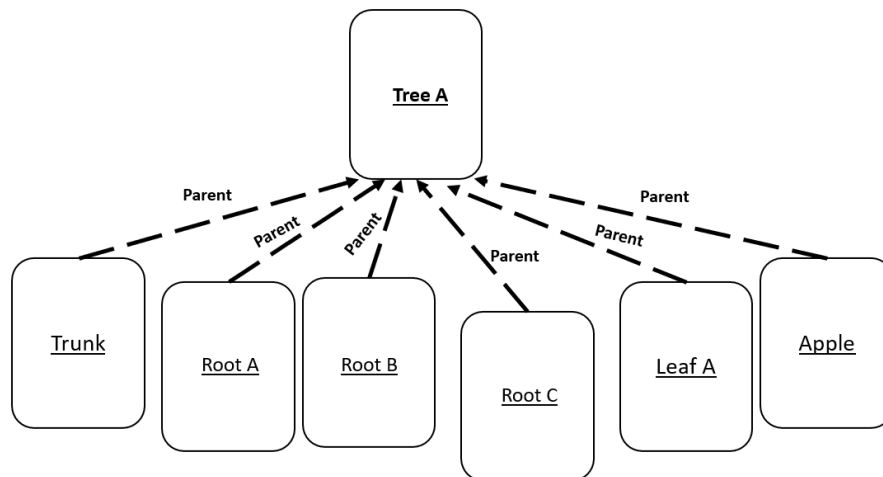 Tree A
Parent
Parent
Parent
Parent
Parent
Parent
Trunk
Root A
Root B
Root C
Leaf A
Apple